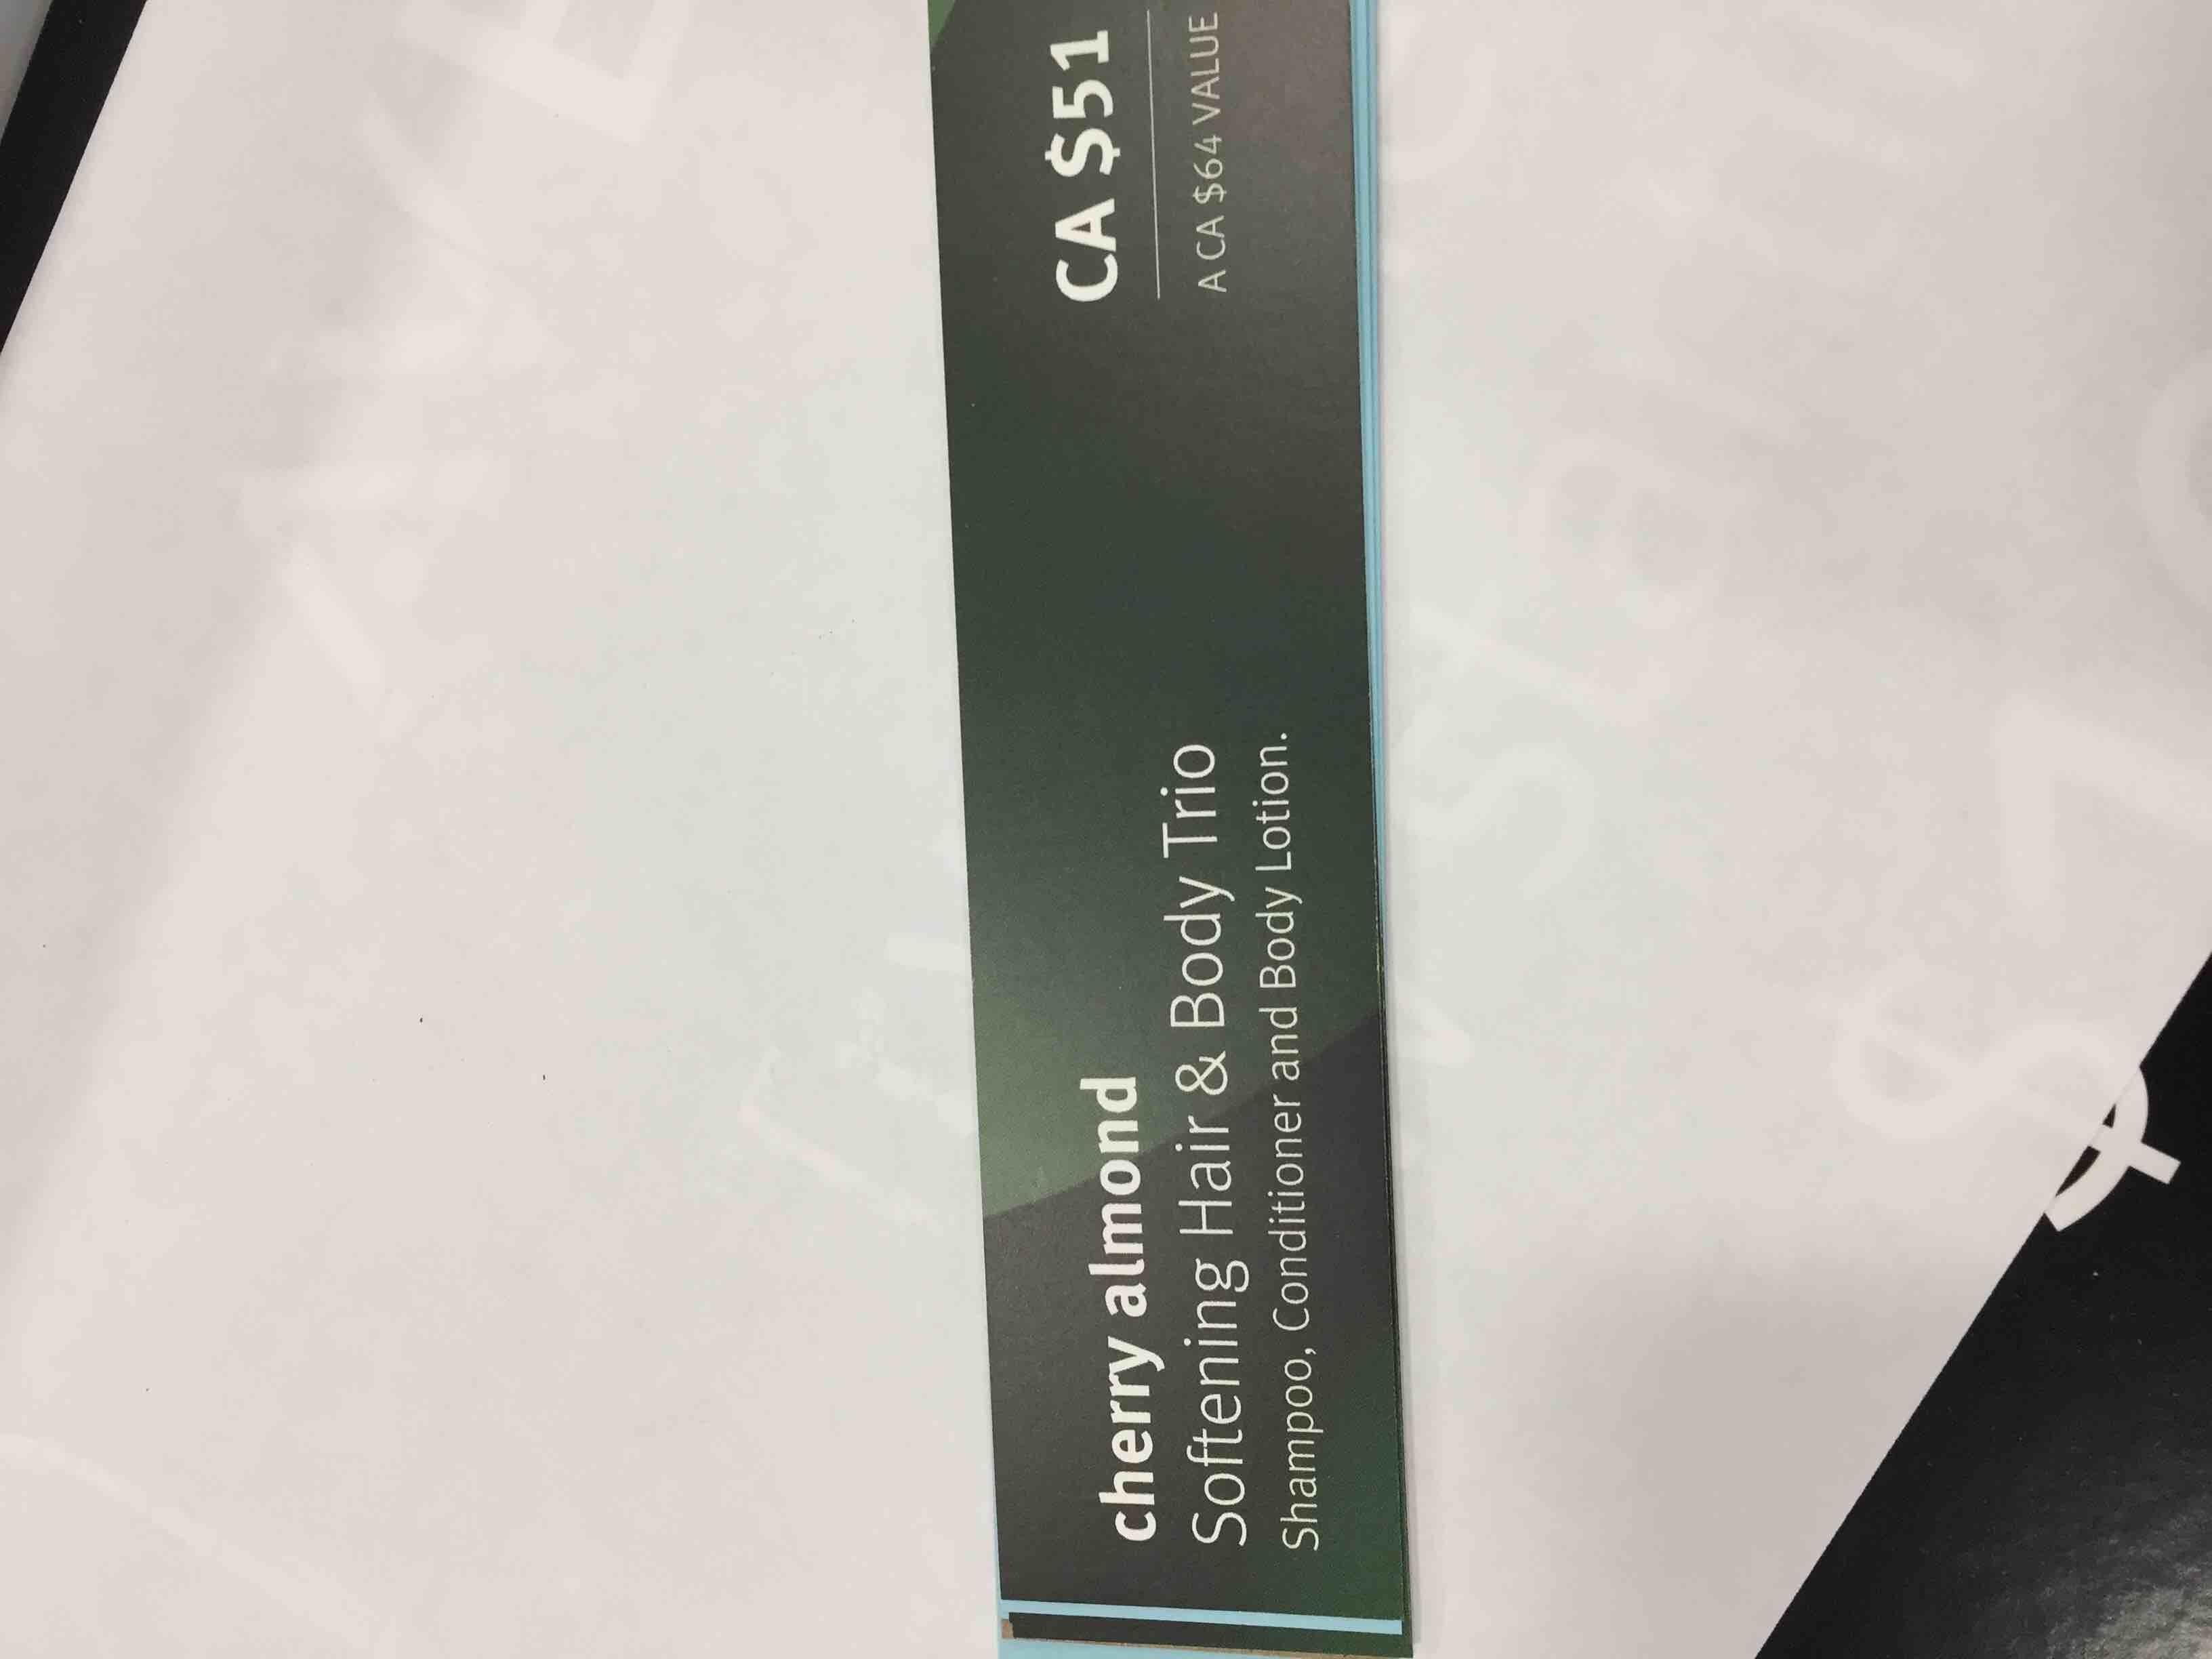 cherry almond
Softening Hair & Body Trio
Shampoo, Conditioner and Body Lotion.
CA $51
A CA $64 VALUE